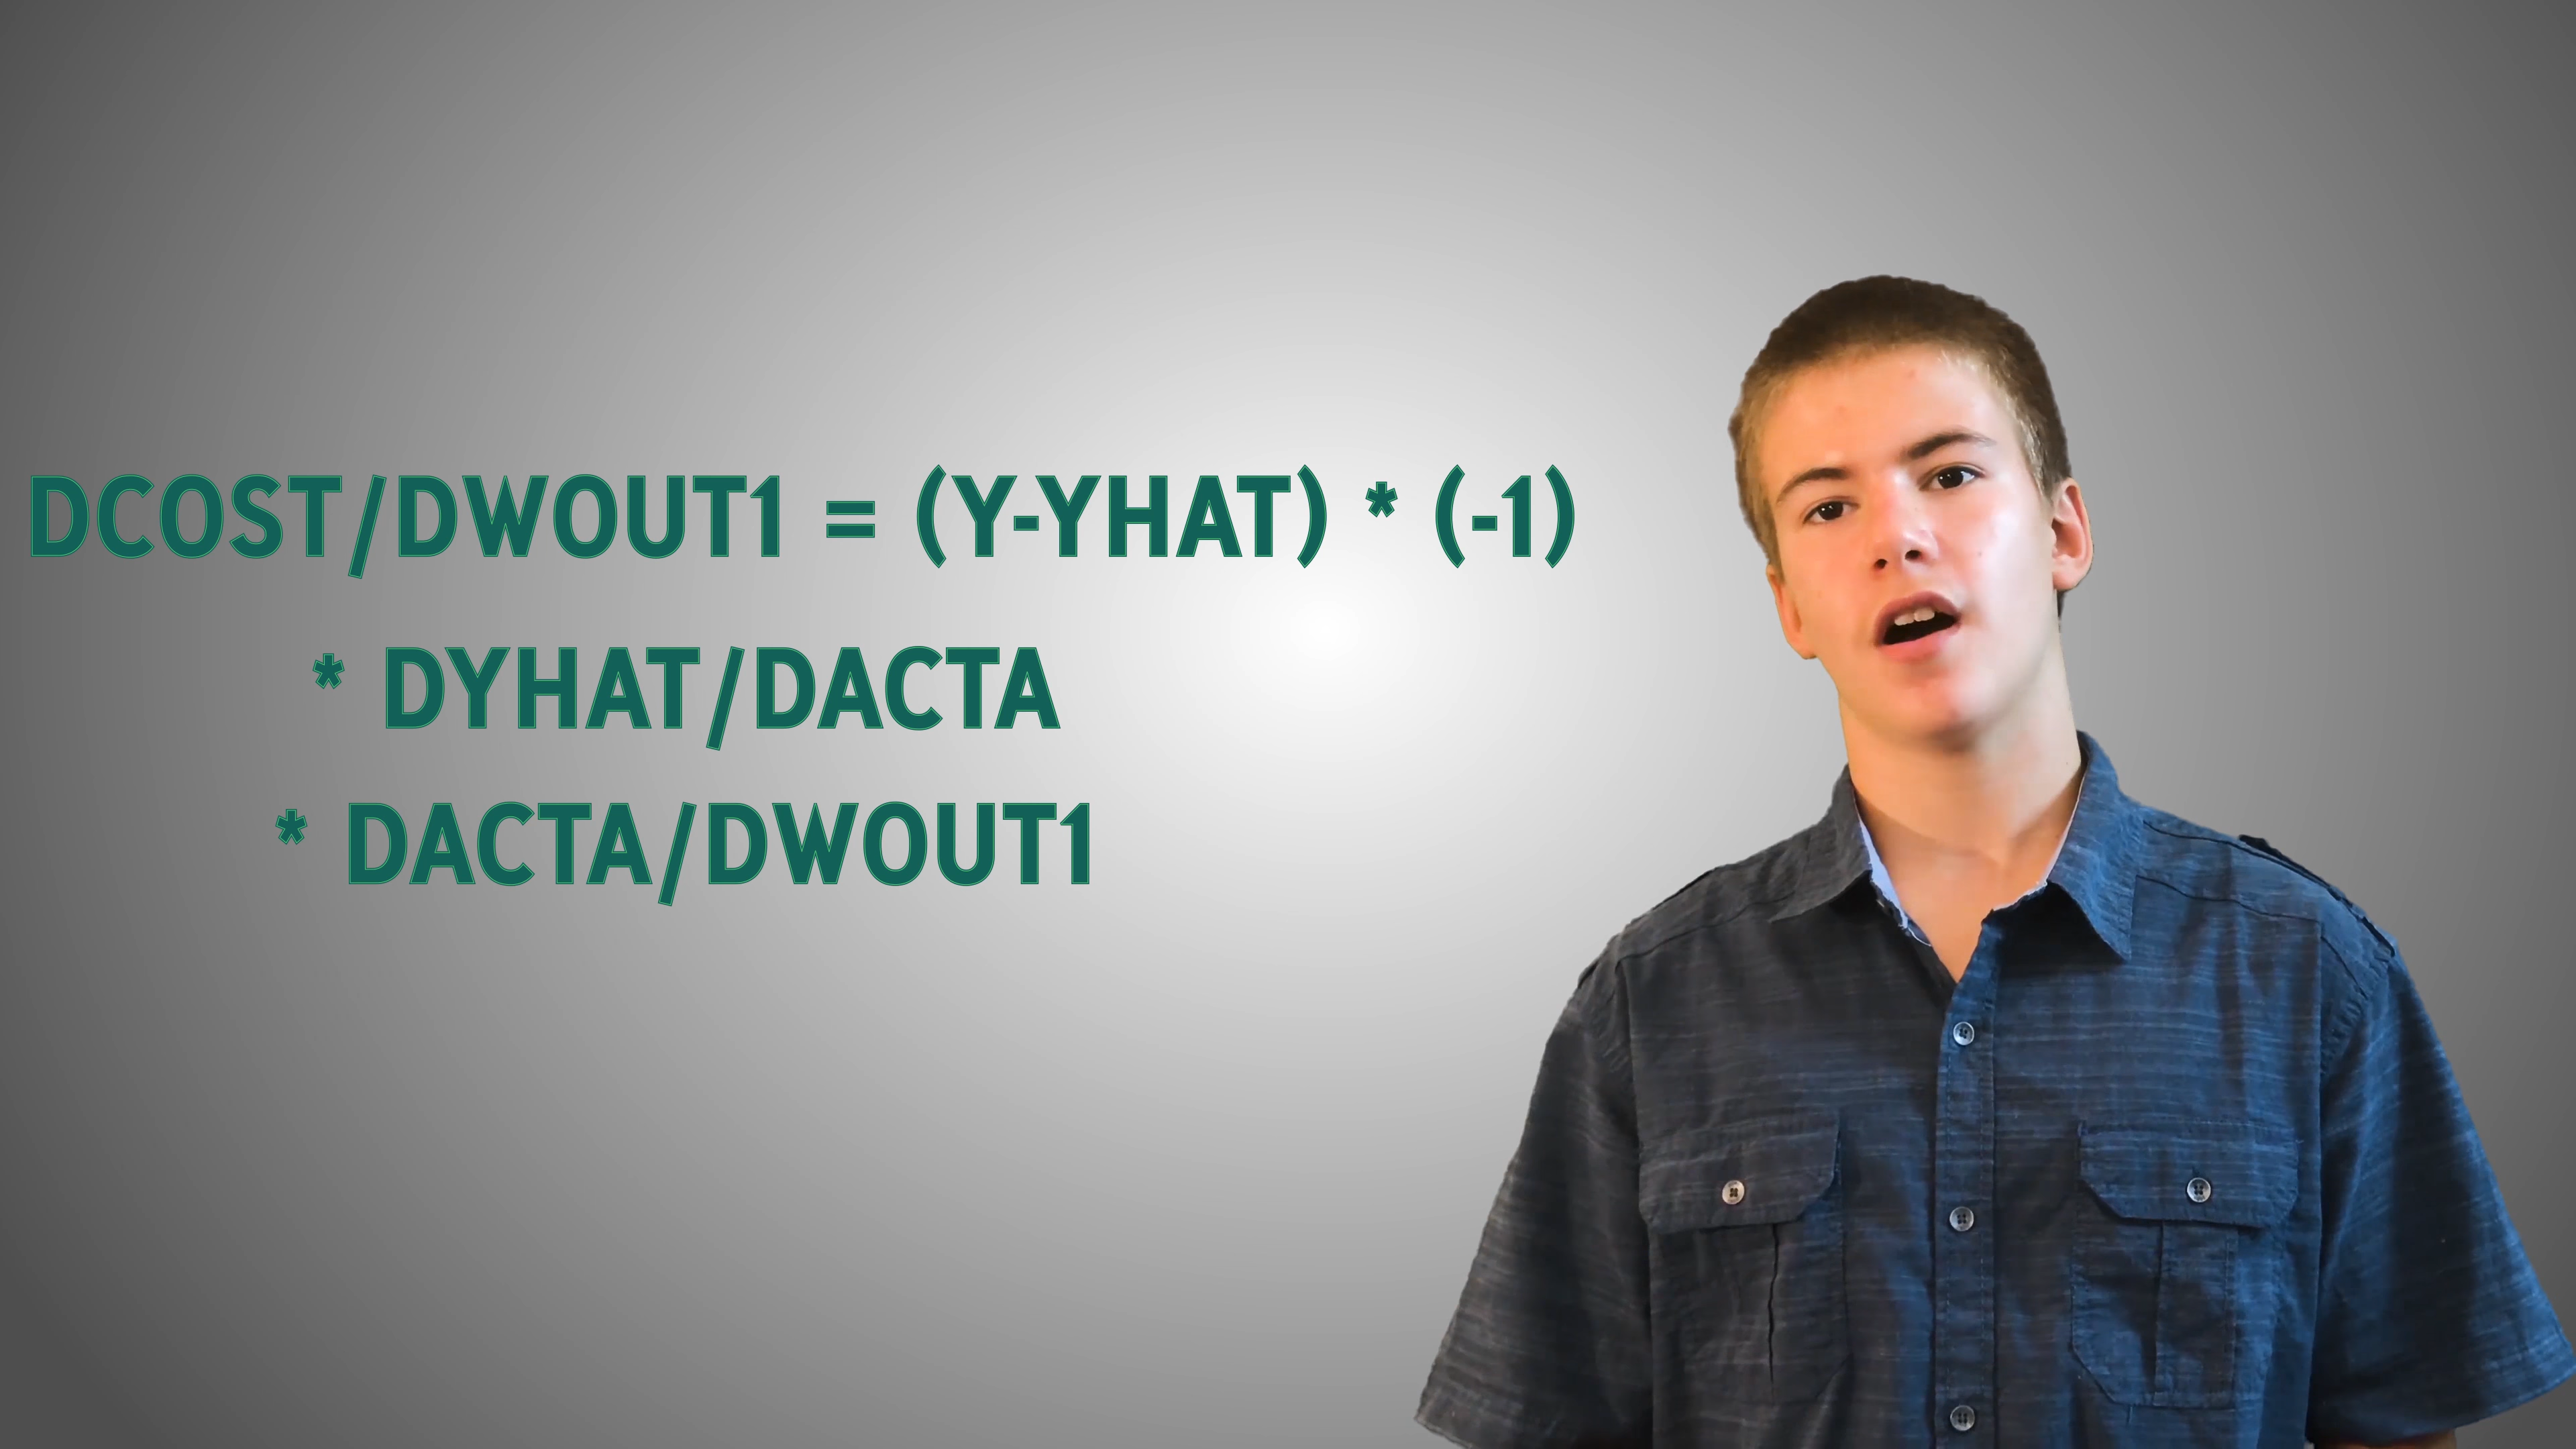 DCOST/DWOUT1 = (Y-YHAT) * (-1)
* DYHAT/DACTA
* DACTA/DWOUT1